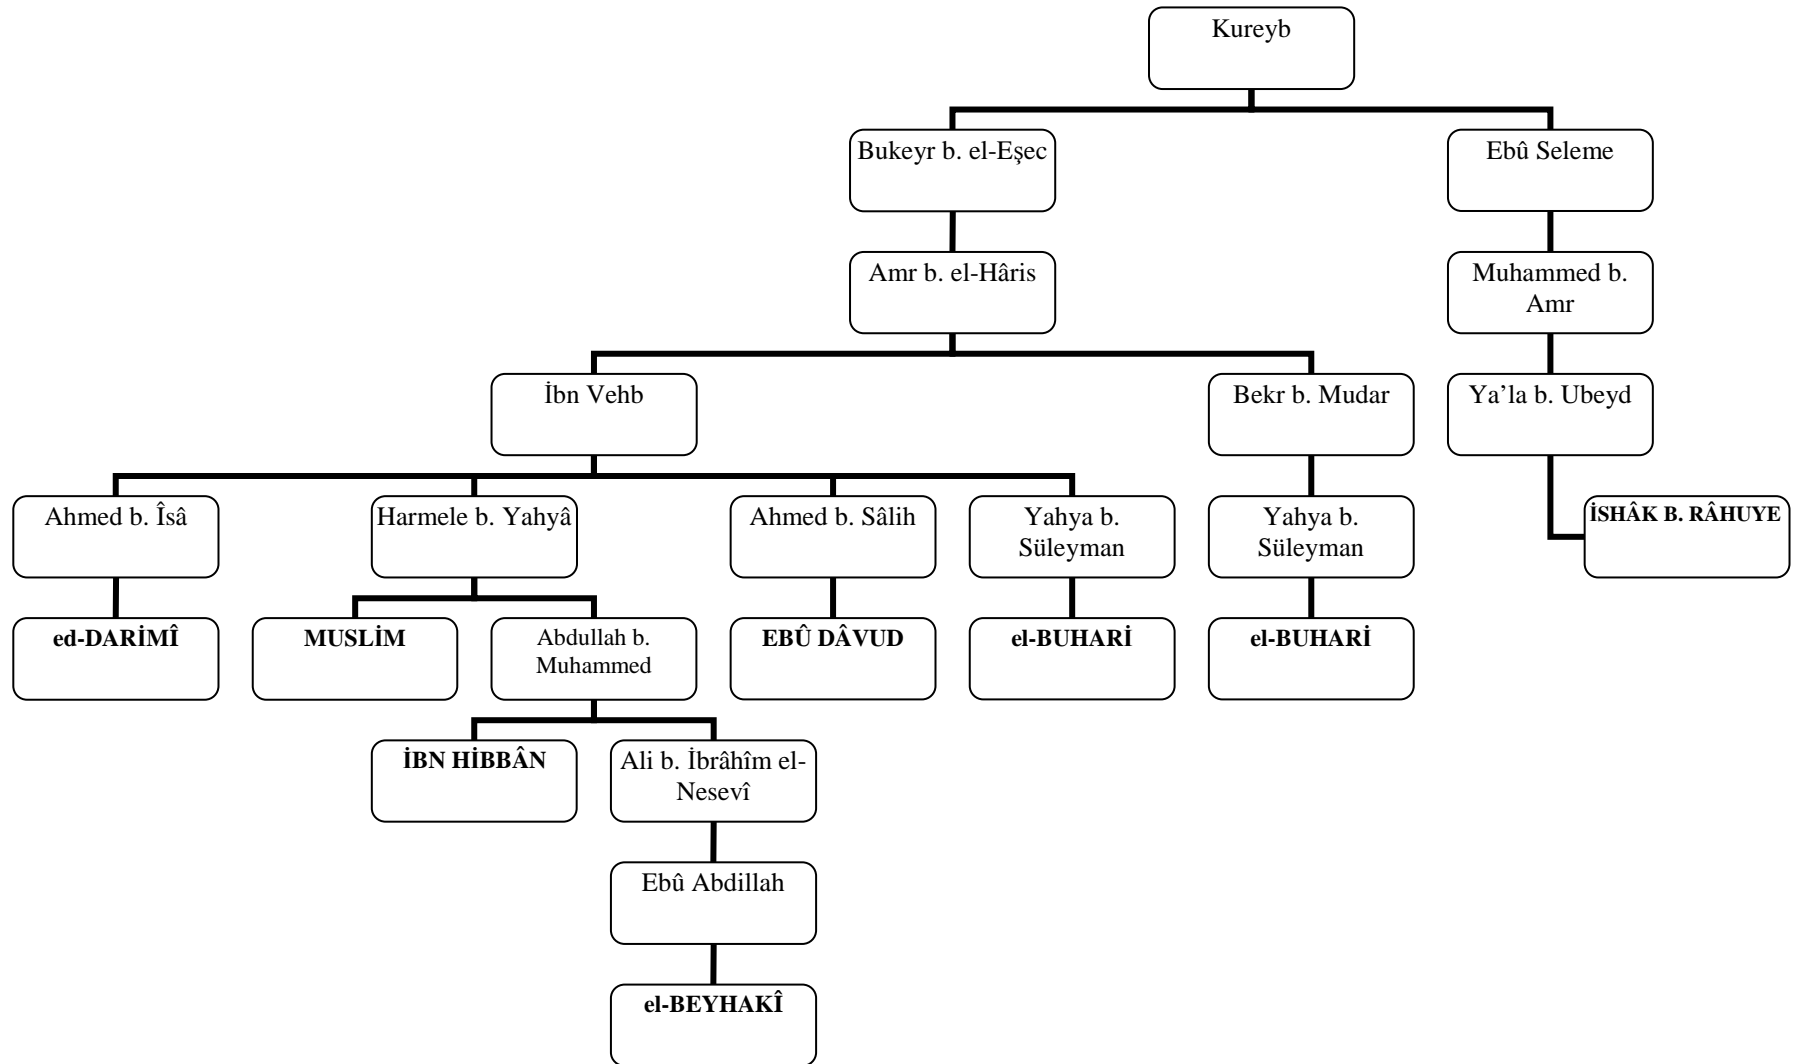 Kureyb
Bukeyr b. el-Eşec
Ebû Seleme
Amr b. el-Hâris
Muhammed b.
Amr
İbn Vehb
Bekr b. Mudar
Ya’la b. Ubeyd
Ahmed b. Îsâ
Harmele b. Yahyâ
Ahmed b. Sâlih
Yahya b.
Süleyman
Yahya b.
Süleyman
İSHÂK B. RÂHUYE
ed-DARİMÎ
MUSLİM
Abdullah b.
Muhammed
EBÛ DÂVUD
el-BUHARİ
el-BUHARİ
İBN HİBBÂN
Ali b. İbrâhîm el-
Nesevî
Ebû Abdillah
el-BEYHAKÎ